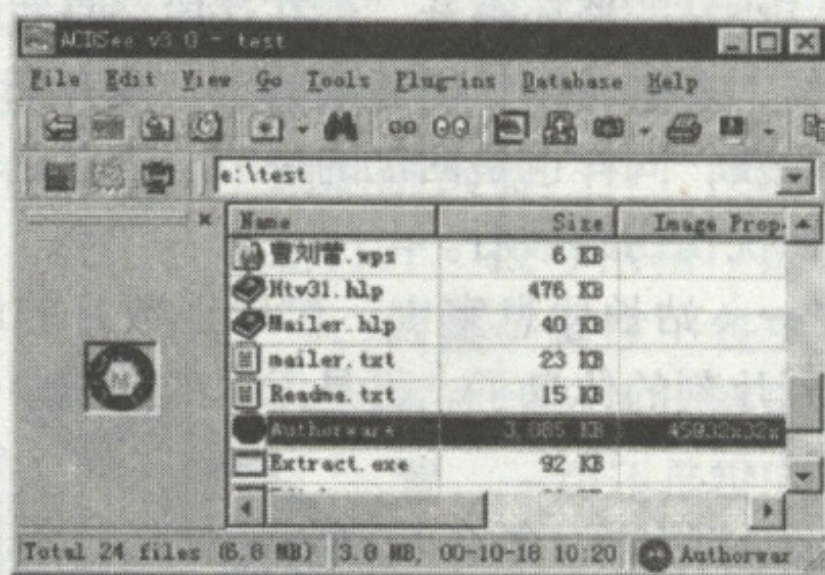 ACDSee v3.0 - test
File Edit View Go Tools Plug-ins Database Help
e:\test
Name Size Image Prop
.wps 6 KB
Htv31.hlp 476 KB
Mailer.hlp 40 KB
mailer.txt 23 KB
Readme.txt 15 KB
Authorware 3,885 KB
Extract.exe 92 KB
Total 24 files (6.8 MB) 3.8 MB, 00-10-18 10:20 Authorwar